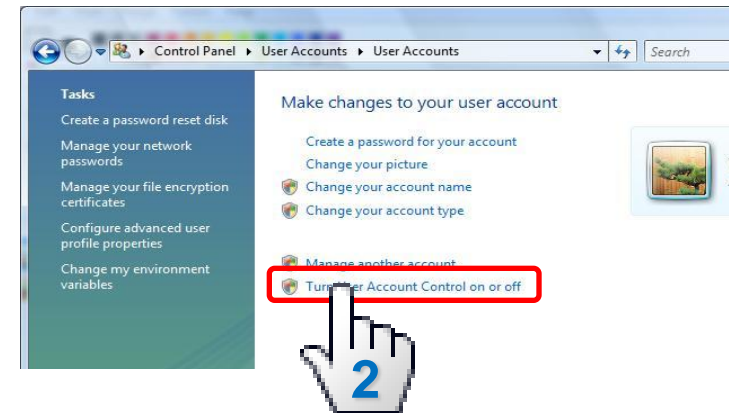 Control Panel ▸ User Accounts ▸ User Accounts
Search
Tasks
Create a password reset disk
Manage your network
passwords
Manage your file encryption
certificates
Configure advanced user
profile properties
Change my environment
variables
Make changes to your user account
Create a password for your account
Change your picture
Change your account name
Change your account type
Manage another account
Turn User Account Control on or off
2